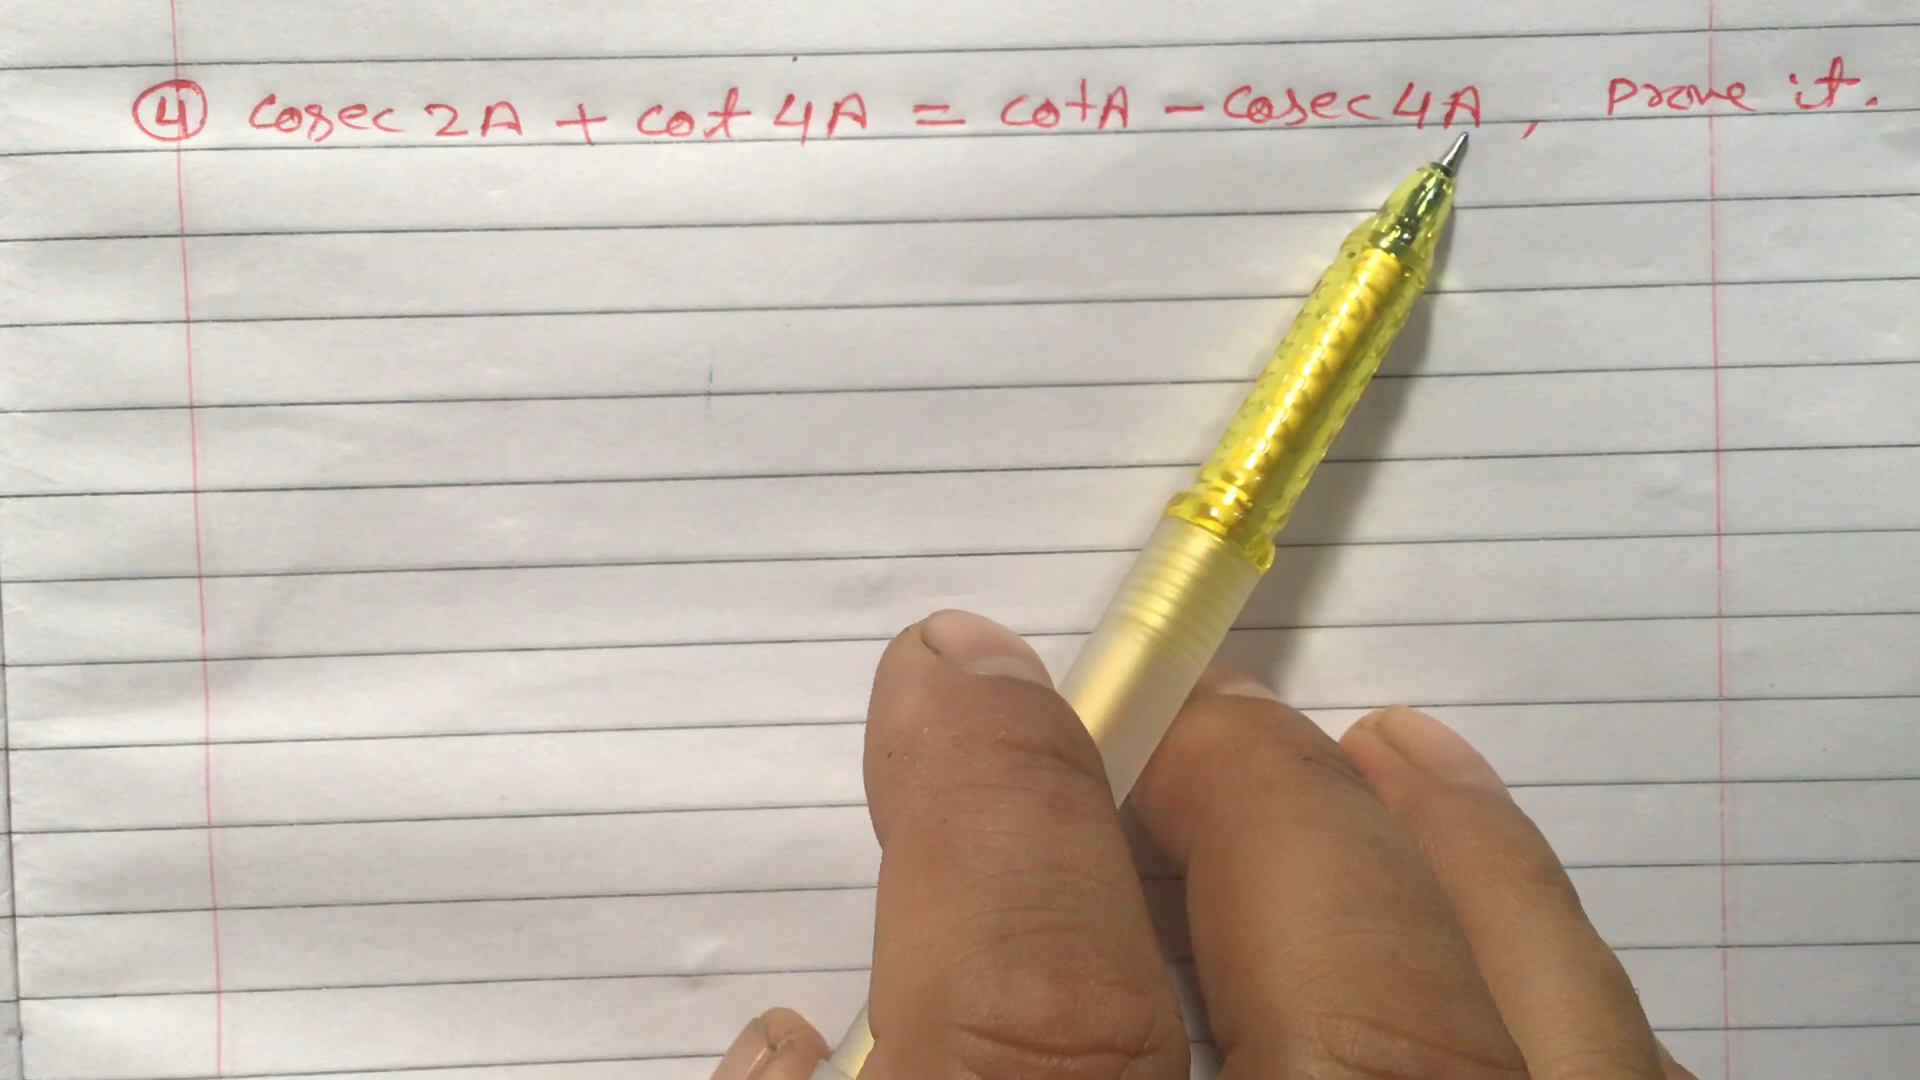 ④ cosec 2A + cot 4A = cotA - cosec 4A, prove it.